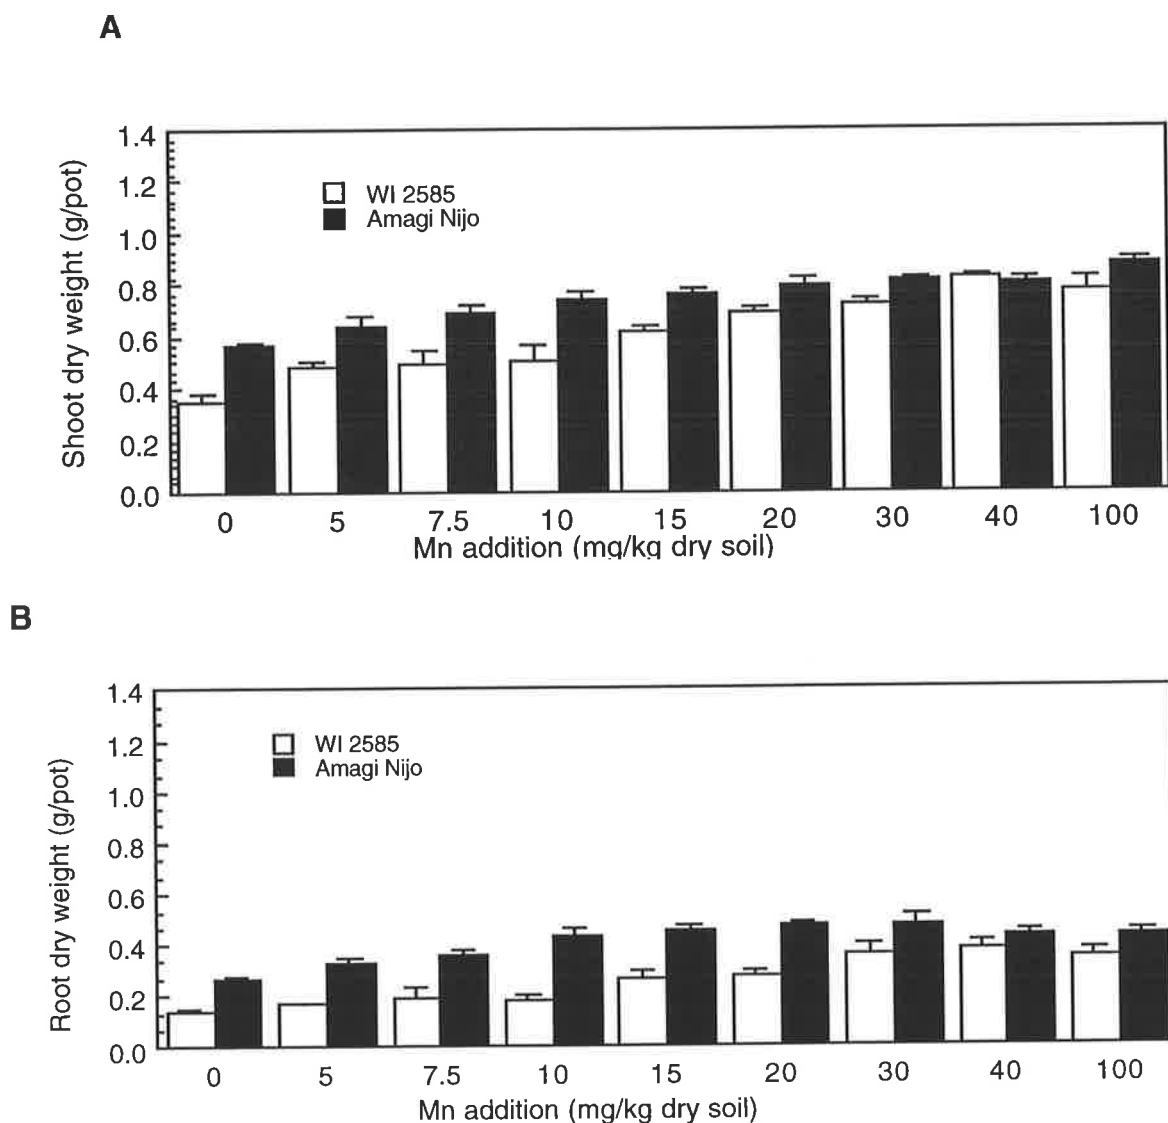 A
1.4
1.2
1.0
0.8
0.6
0.4
0.2
0.0
Shoot dry weight (g/pot)
WI 2585
Amagi Nijo
0 5 7.5 10 15 20 30 40 100
Mn addition (mg/kg dry soil)
B
1.4
1.2
1.0
0.8
0.6
0.4
0.2
0.0
Root dry weight (g/pot)
WI 2585
Amagi Nijo
0 5 7.5 10 15 20 30 40 100
Mn addition (mg/kg dry soil)